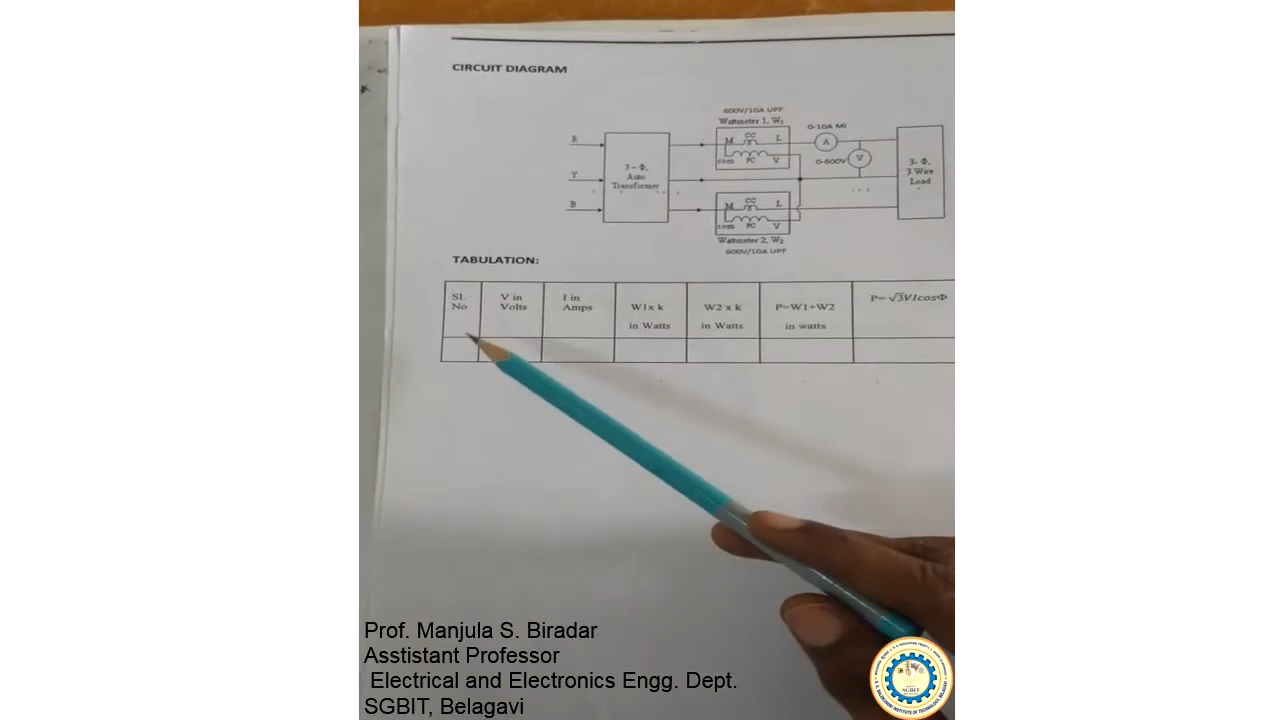 CIRCUIT DIAGRAM
600V/10A UPF
Wattmeter 1, W₁
0-10A MI
R
M CC L
A
com PC V
0-600V V
3 – Φ,
Auto
Transformer
Y
3- Φ,
3 Wire
Load
B
M CC L
com PC V
Wattmeter 2, W₂
600V/10A UPF
TABULATION:
Sl. No
V in Volts
I in Amps
W1x k in Watts
W2 x k in Watts
P=W1+W2 in watts
P= √3VIcosΦ
Prof. Manjula S. Biradar
Asstistant Professor
Electrical and Electronics Engg. Dept.
SGBIT, Belagavi
SGBIT